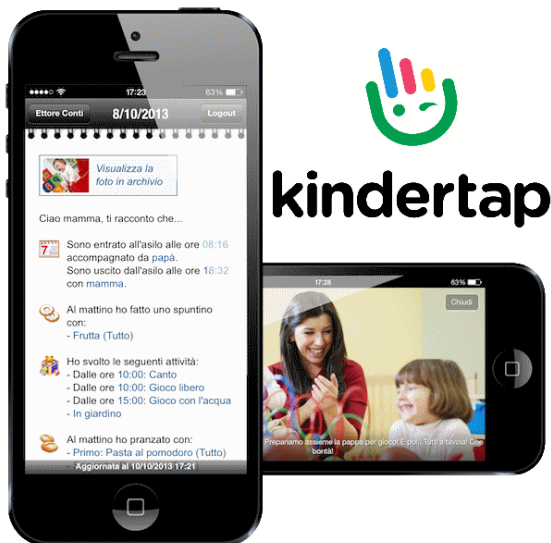 17:23
63%
Ettore Conti
8/10/2013
Logout
Visualizza la
foto in archivio
Ciao mamma, ti racconto che...
7
Sono entrato all'asilo alle ore 08:16
accompagnato da papà.
Sono uscito dall'asilo alle ore 18:32
con mamma.
Al mattino ho fatto uno spuntino
con:
- Frutta (Tutto)
Ho svolto le seguenti attività:
- Dalle ore 10:00: Canto
- Dalle ore 10:00: Gioco libero
- Dalle ore 15:00: Gioco con l'acqua
- In giardino
Al mattino ho pranzato con:
- Primo: Pasta al pomodoro (Tutto)
Aggiornata al 10/10/2013 17:21
kindertap
17:28
63%
Chiudi
Prepariamo assieme la pappa per gioco! E poi...Tutti a tavola! Che
bontà!